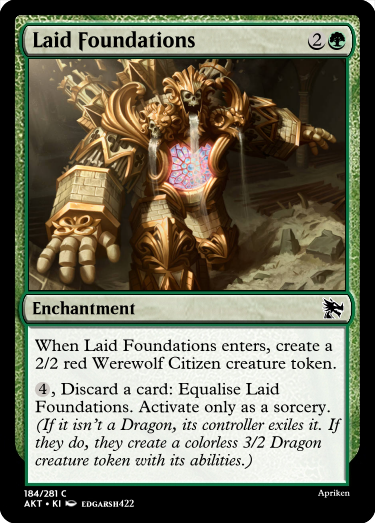 Laid Foundations 2
Enchantment
When Laid Foundations enters, create a
2/2 red Werewolf Citizen creature token.
4, Discard a card: Equalise Laid
Foundations. Activate only as a sorcery.
(If it isn't a Dragon, its controller exiles it. If
they do, they create a colorless 3/2 Dragon
creature token with its abilities.)
184/281 C Apriken
AKT • KI EDGARSH422